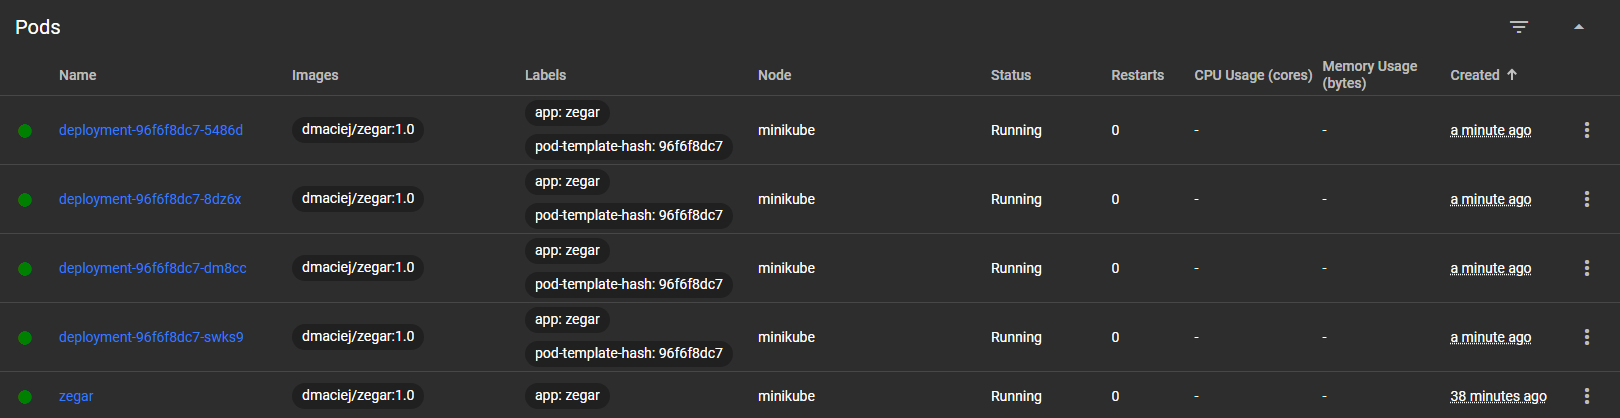 Pods
Name Images Labels Node Status Restarts CPU Usage (cores) Memory Usage (bytes) Created
deployment-96f6f8dc7-5486d dmaciej/zegar:1.0 app: zegar pod-template-hash: 96f6f8dc7 minikube Running 0 - - a minute ago
deployment-96f6f8dc7-8dz6x dmaciej/zegar:1.0 app: zegar pod-template-hash: 96f6f8dc7 minikube Running 0 - - a minute ago
deployment-96f6f8dc7-dm8cc dmaciej/zegar:1.0 app: zegar pod-template-hash: 96f6f8dc7 minikube Running 0 - - a minute ago
deployment-96f6f8dc7-swks9 dmaciej/zegar:1.0 app: zegar pod-template-hash: 96f6f8dc7 minikube Running 0 - - a minute ago
zegar dmaciej/zegar:1.0 app: zegar minikube Running 0 - - 38 minutes ago